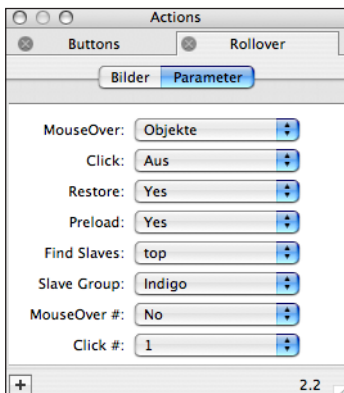 Actions
Buttons Rollover
Bilder Parameter
MouseOver: Objekte
Click: Aus
Restore: Yes
Preload: Yes
Find Slaves: top
Slave Group: Indigo
MouseOver #: No
Click #: 1
2.2